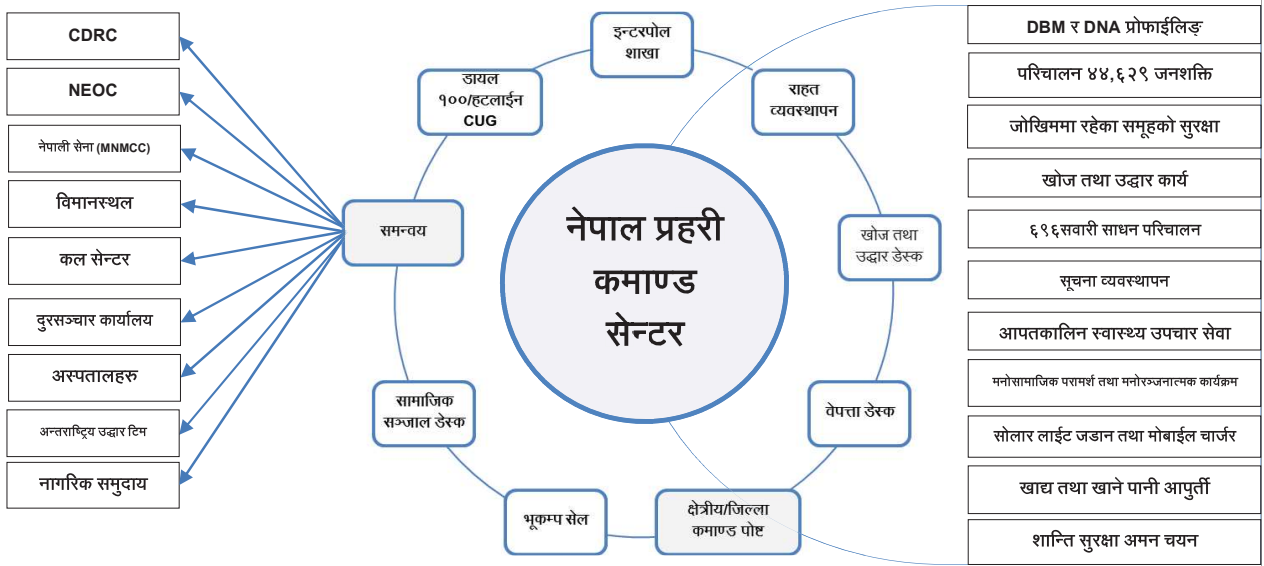 CDRC
NEOC
नेपाली सेना (MNMCC)
विमानस्थल
कल सेन्टर
दुरसञ्चार कार्यालय
अस्पतालहरु
अन्तराष्ट्रिय उद्धार टिम
नागरिक समुदाय
समन्वय
डायल
१००/हटलाईन
CUG
इन्टरपोल
शाखा
राहत
व्यवस्थापन
खोज तथा
उद्धार डेस्क
वेपत्ता डेस्क
क्षेत्रीय/जिल्ला
कमाण्ड पोष्ट
भूकम्प सेल
सामाजिक
सञ्जाल डेस्क
नेपाल प्रहरी
कमाण्ड
सेन्टर
DBM र DNA प्रोफाईलिङ्
परिचालन ४४,६२९ जनशक्ति
जोखिममा रहेका समूहको सुरक्षा
खोज तथा उद्धार कार्य
६९६सवारी साधन परिचालन
सूचना व्यवस्थापन
आपतकालिन स्वास्थ्य उपचार सेवा
मनोसामाजिक परामर्श तथा मनोरञ्जनात्मक कार्यक्रम
सोलार लाईट जडान तथा मोबाईल चार्जर
खाद्य तथा खाने पानी आपुर्ती
शान्ति सुरक्षा अमन चयन